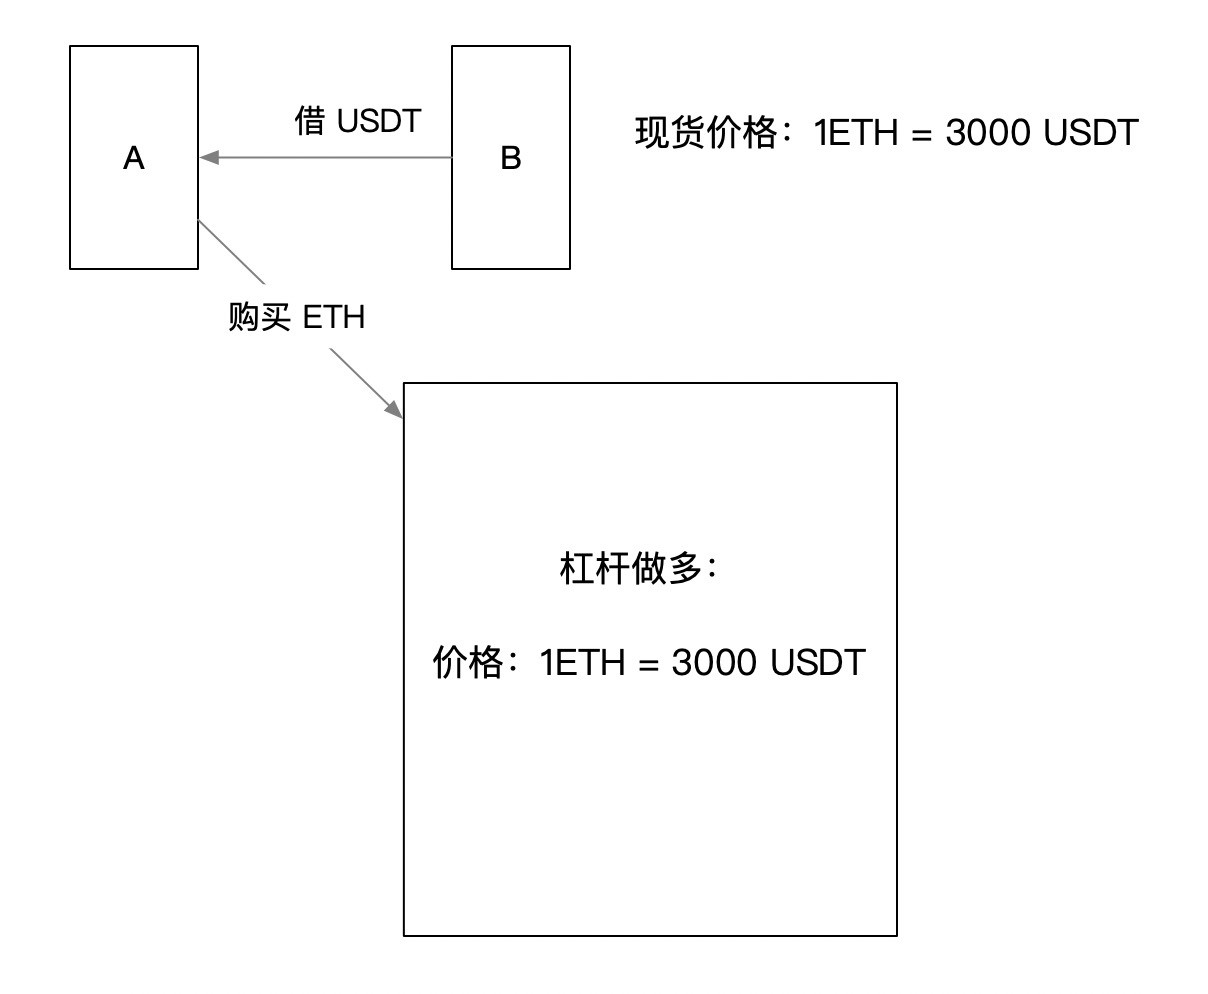 借 USDT
A
B
现货价格：1ETH = 3000 USDT
购买 ETH
杠杆做多：
价格：1ETH = 3000 USDT